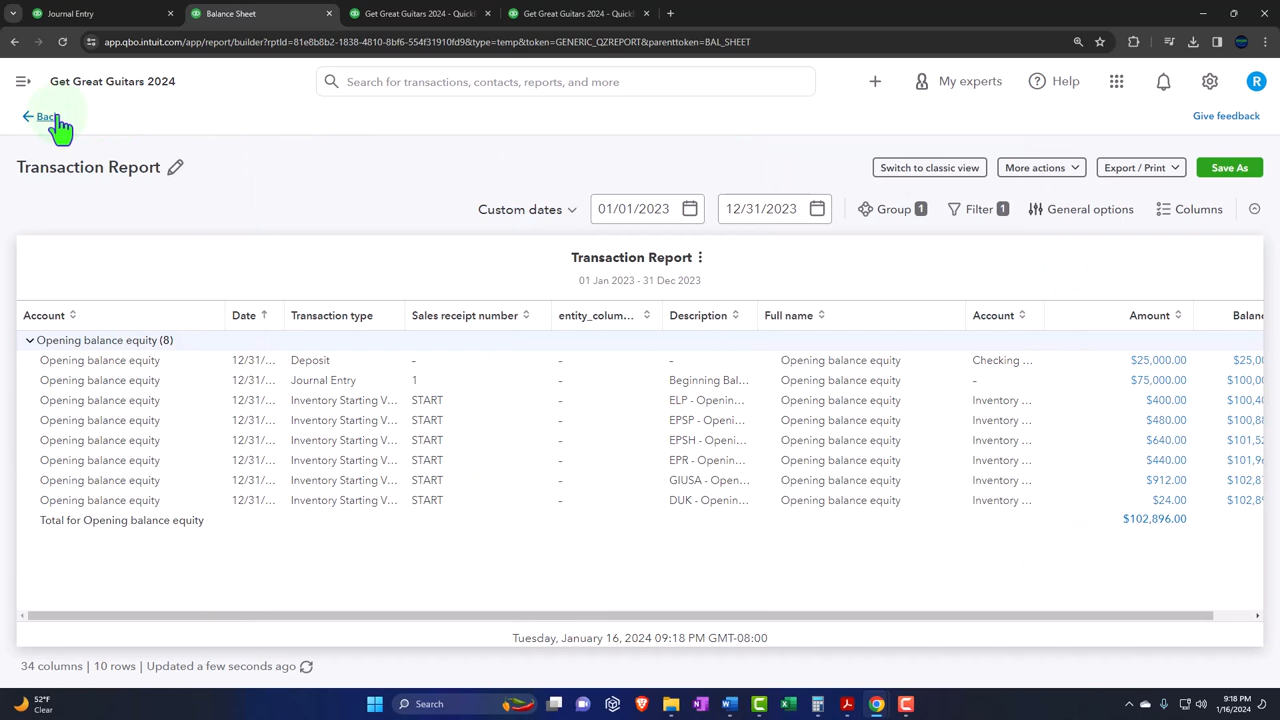 Journal Entry
Balance Sheet
Get Great Guitars 2024 - Quick
Get Great Guitars 2024 - Quick
app.qbo.intuit.com/app/report/builder?rptId=81e8b9b2-1838-4810-bbf6-554f31910fd9&type=temp&token=GENERIC_QZREPORT&parenttoken=BAL_SHEET
Get Great Guitars 2024
Search for transactions, contacts, reports, and more
My experts
Help
R
Back
Give feedback
Transaction Report
Switch to classic view
More actions
Export / Print
Save As
Custom dates
01/01/2023
12/31/2023
Group 1
Filter 1
General options
Columns
Transaction Report
01 Jan 2023 - 31 Dec 2023
Account Date Transaction type Sales receipt number entity_colum... Description Full name Account Amount Balanc
Opening balance equity (8)
Opening balance equity 12/31/... Deposit – – – Opening balance equity Checking ... $25,000.00 $25,00
Opening balance equity 12/31/... Journal Entry 1 – Beginning Bal... Opening balance equity – $75,000.00 $100,00
Opening balance equity 12/31/... Inventory Starting V... START – ELP - Openin... Opening balance equity Inventory ... $400.00 $100,40
Opening balance equity 12/31/... Inventory Starting V... START – EPSP - Openi... Opening balance equity Inventory ... $480.00 $100,88
Opening balance equity 12/31/... Inventory Starting V... START – EPSH - Openi... Opening balance equity Inventory ... $640.00 $101,52
Opening balance equity 12/31/... Inventory Starting V... START – EPR - Openin... Opening balance equity Inventory ... $440.00 $101,96
Opening balance equity 12/31/... Inventory Starting V... START – GIUSA - Open... Opening balance equity Inventory ... $912.00 $102,87
Opening balance equity 12/31/... Inventory Starting V... START – DUK - Openin... Opening balance equity Inventory ... $24.00 $102,89
Total for Opening balance equity $102,896.00
Tuesday, January 16, 2024 09:18 PM GMT-08:00
34 columns | 10 rows | Updated a few seconds ago
52°F
Clear
Search
9:18 PM
1/16/2024